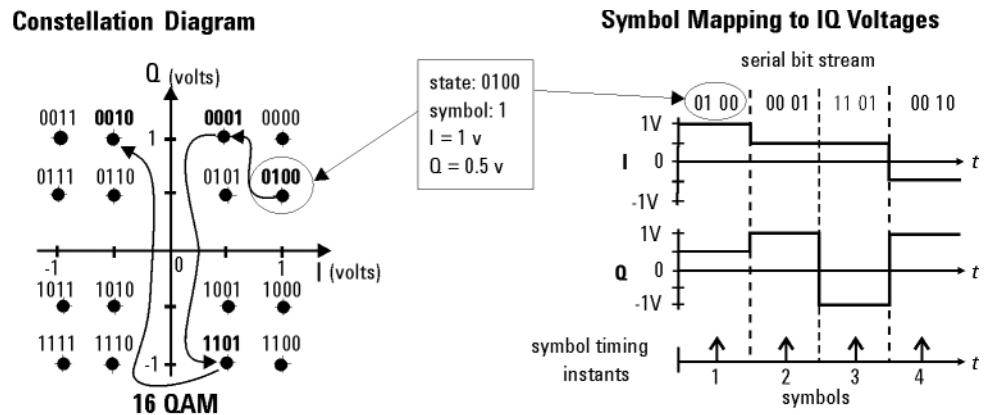 Constellation Diagram
Q (volts)
0011 0010 0001 0000
1
0111 0110 0101 0100
-1 0 1 I (volts)
1011 1010 1001 1000
1111 1110 1101 1100
-1
16 QAM
state: 0100
symbol: 1
I = 1 v
Q = 0.5 v
Symbol Mapping to IQ Voltages
serial bit stream
01 00 00 01 11 01 00 10
1V
I 0 t
-1V
1V
Q 0 t
-1V
symbol timing
instants
t
1 2 3 4
symbols